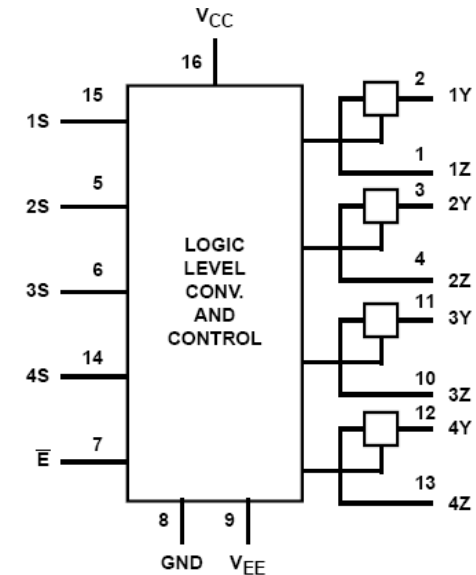 VCC
16
15
1S
5
2S
6
3S
14
4S
7
E̅
LOGIC
LEVEL
CONV.
AND
CONTROL
2
1Y
1
1Z
3
2Y
4
2Z
11
3Y
10
3Z
12
4Y
13
4Z
8
9
GND
VEE